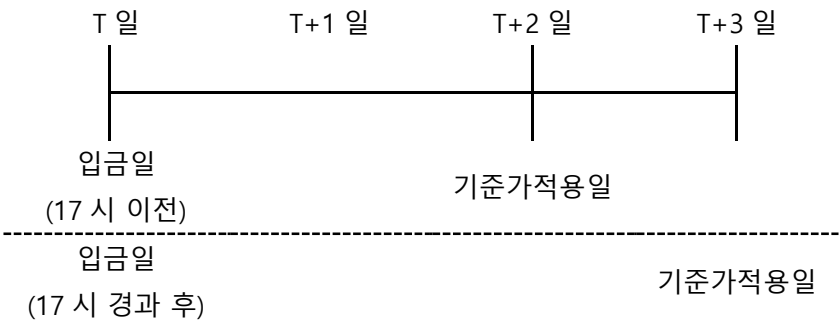 T 일 T+1 일 T+2 일 T+3 일
입금일
(17 시 이전)
기준가적용일
입금일
(17 시 경과 후)
기준가적용일